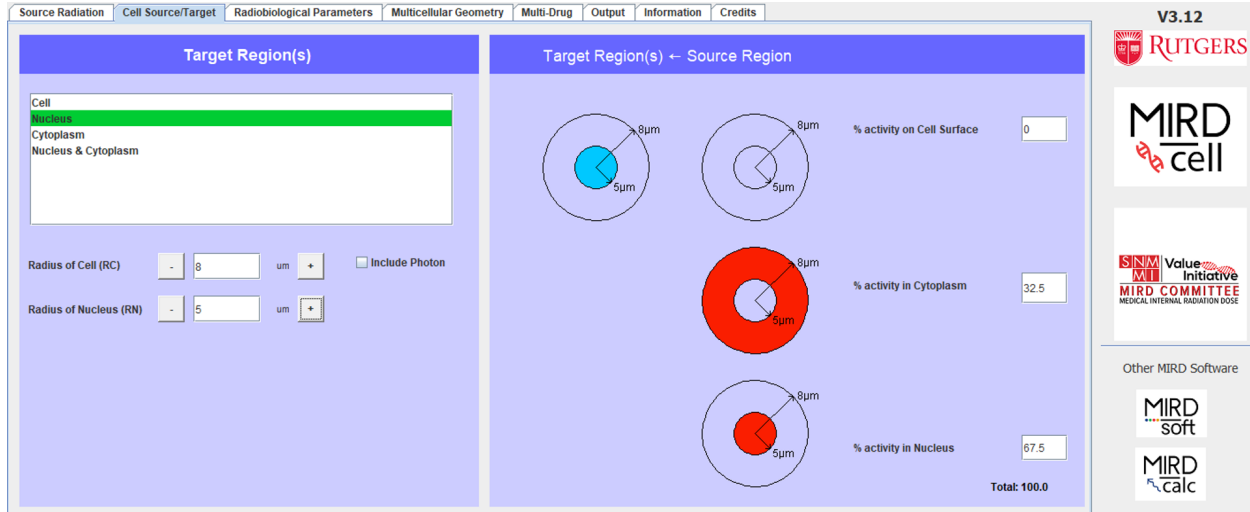 Source Radiation
Cell Source/Target
Radiobiological Parameters
Multicellular Geometry
Multi-Drug
Output
Information
Credits
V3.12
RUTGERS
Target Region(s)
Target Region(s) ← Source Region
Cell
Nucleus
Cytoplasm
Nucleus & Cytoplasm
Radius of Cell (RC)
-
8
um
+
Include Photon
Radius of Nucleus (RN)
-
5
um
+
8μm
5μm
8μm
5μm
% activity on Cell Surface
0
8μm
5μm
% activity in Cytoplasm
32.5
8μm
5μm
% activity in Nucleus
67.5
Total: 100.0
MIRD
cell
SNM
MI
Value
Initiative
MIRD COMMITTEE
MEDICAL INTERNAL RADIATION DOSE
Other MIRD Software
MIRD
soft
MIRD
calc